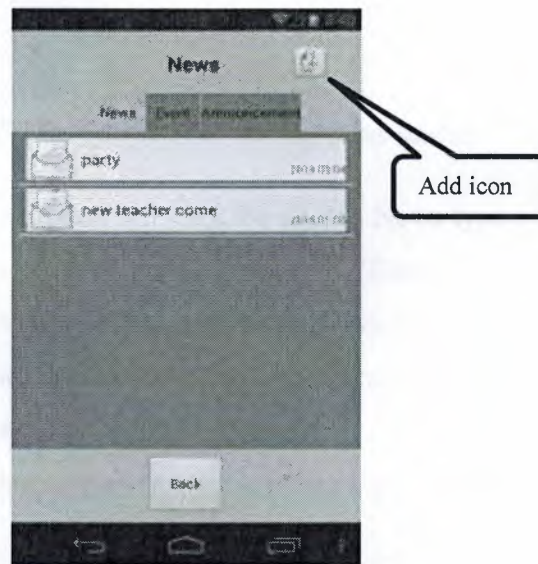 News
News Event Announcement
party
new teacher come
Add icon
Back